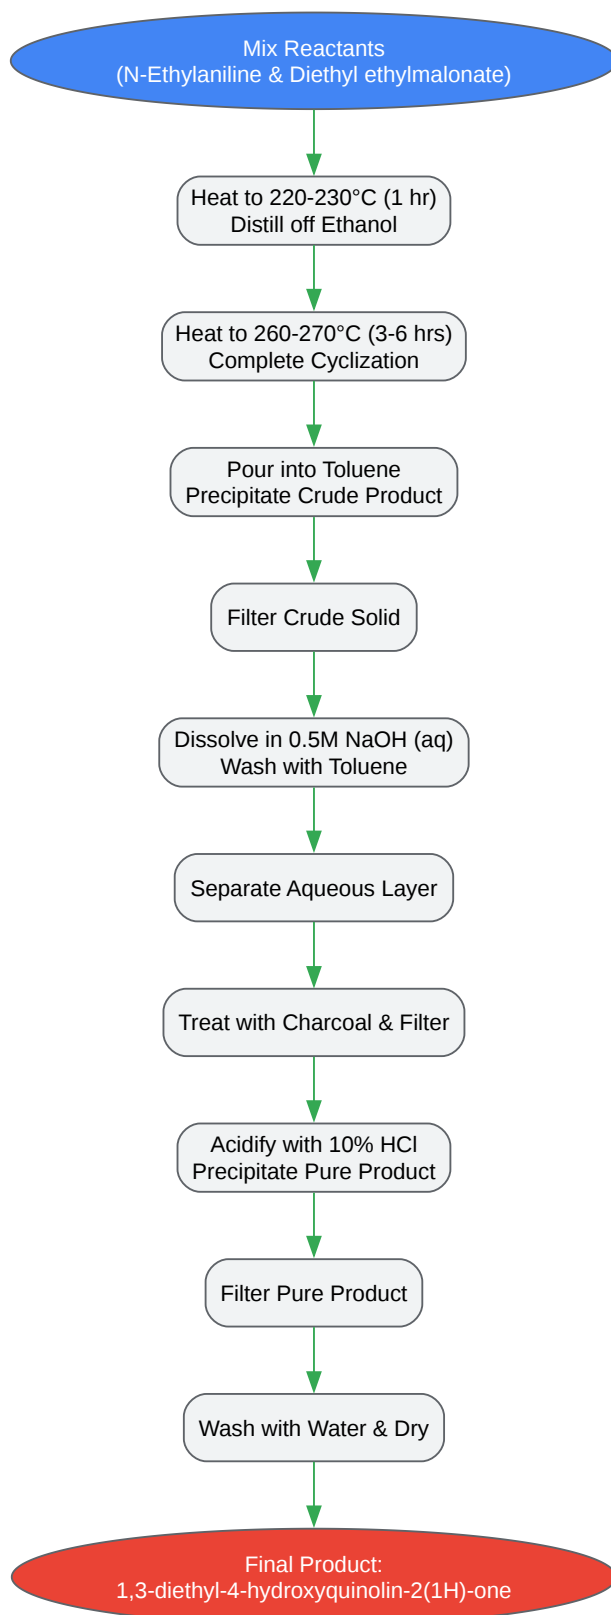 Mix Reactants
(N-Ethylaniline & Diethyl ethylmalonate)
Heat to 220-230°C (1 hr)
Distill off Ethanol
Heat to 260-270°C (3-6 hrs)
Complete Cyclization
Pour into Toluene
Precipitate Crude Product
Filter Crude Solid
Dissolve in 0.5M NaOH (aq)
Wash with Toluene
Separate Aqueous Layer
Treat with Charcoal & Filter
Acidify with 10% HCl
Precipitate Pure Product
Filter Pure Product
Wash with Water & Dry
Final Product:
1,3-diethyl-4-hydroxyquinolin-2(1H)-one